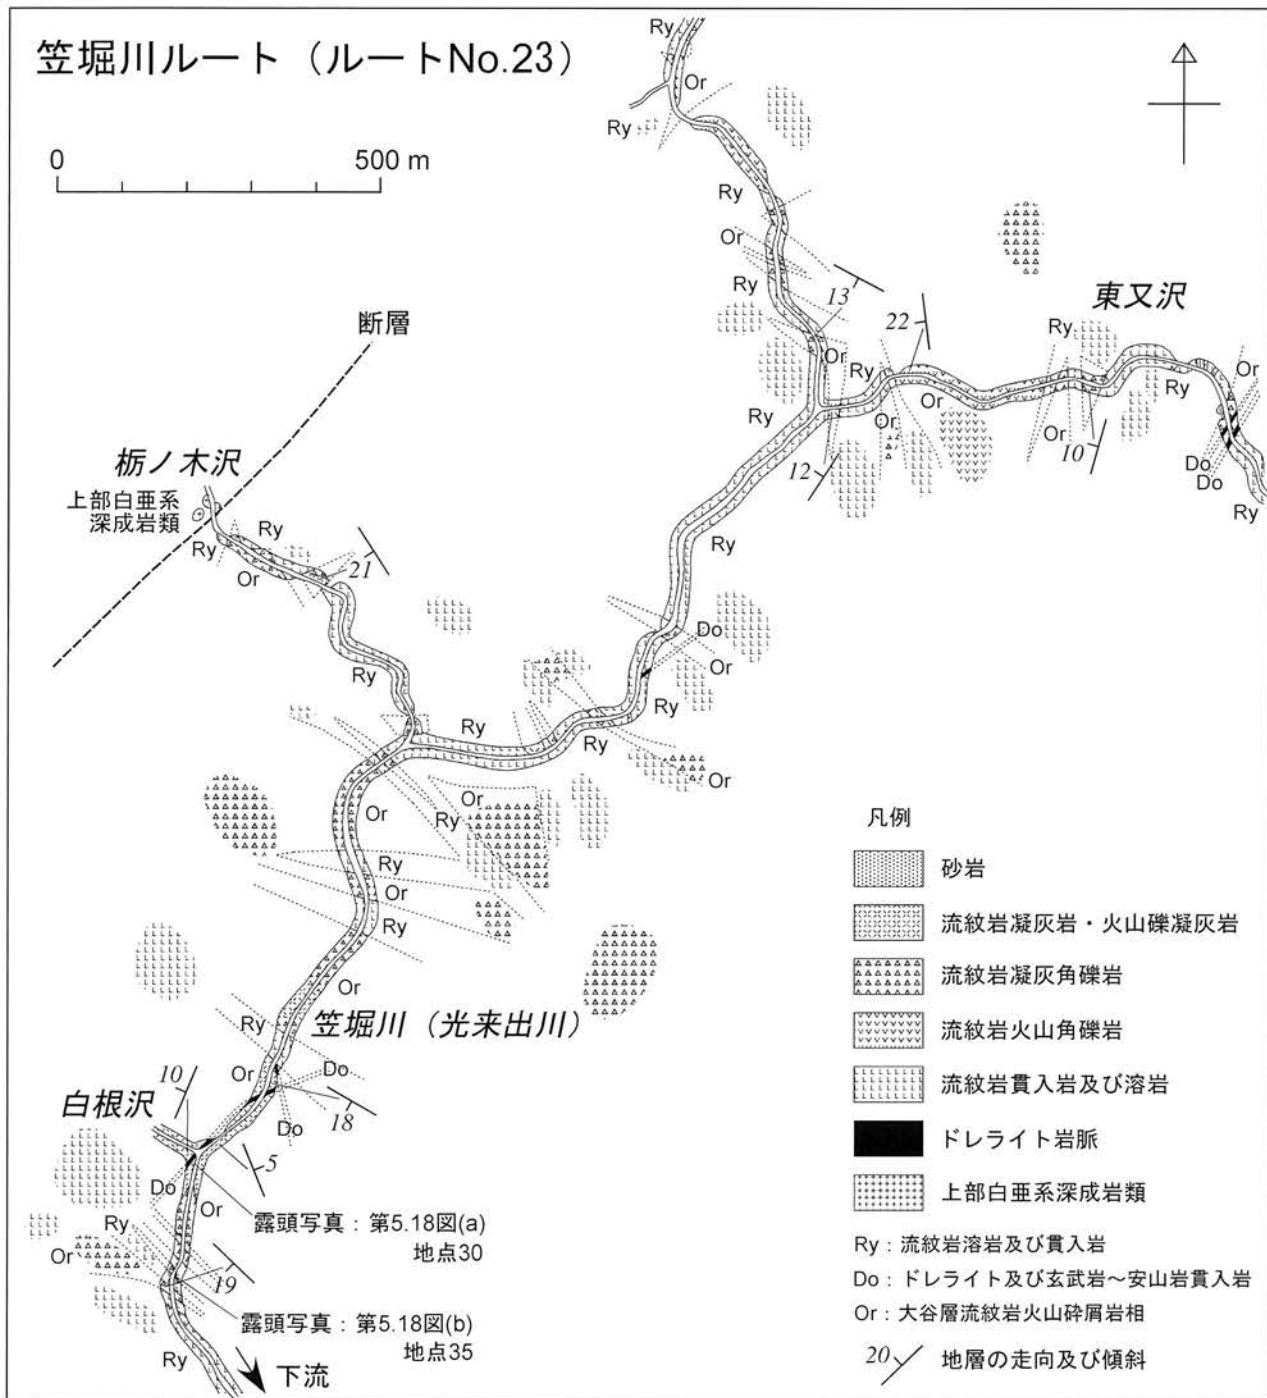 笠堀川ルート（ルートNo.23）
0 500 m
Ry
Or
Ry
Ry
Or
Ry
13
22
東又沢
Ry
Or
Ry
Or
Or
Ry
Ry
Or
Or
12
10
Do
Do
Ry
断層
栃ノ木沢
上部白亜系
深成岩類
Ry
Ry
Or
21
Ry
Ry
Do
Or
Ry
Ry
Ry
Or
Or
Or
Ry
Ry
Or
Ry
Or
笠堀川（光来出川）
Ry
Or
Do
10
白根沢
Do
18
5
Do
Or
露頭写真：第5.18図(a)
地点30
Ry
Or
19
露頭写真：第5.18図(b)
地点35
Ry
下流
凡例
砂岩
流紋岩凝灰岩・火山礫凝灰岩
流紋岩凝灰角礫岩
流紋岩火山角礫岩
流紋岩貫入岩及び溶岩
ドレライト岩脈
上部白亜系深成岩類
Ry：流紋岩溶岩及び貫入岩
Do：ドレライト及び玄武岩～安山岩貫入岩
Or：大谷層流紋岩火山砕屑岩相
20 地層の走向及び傾斜